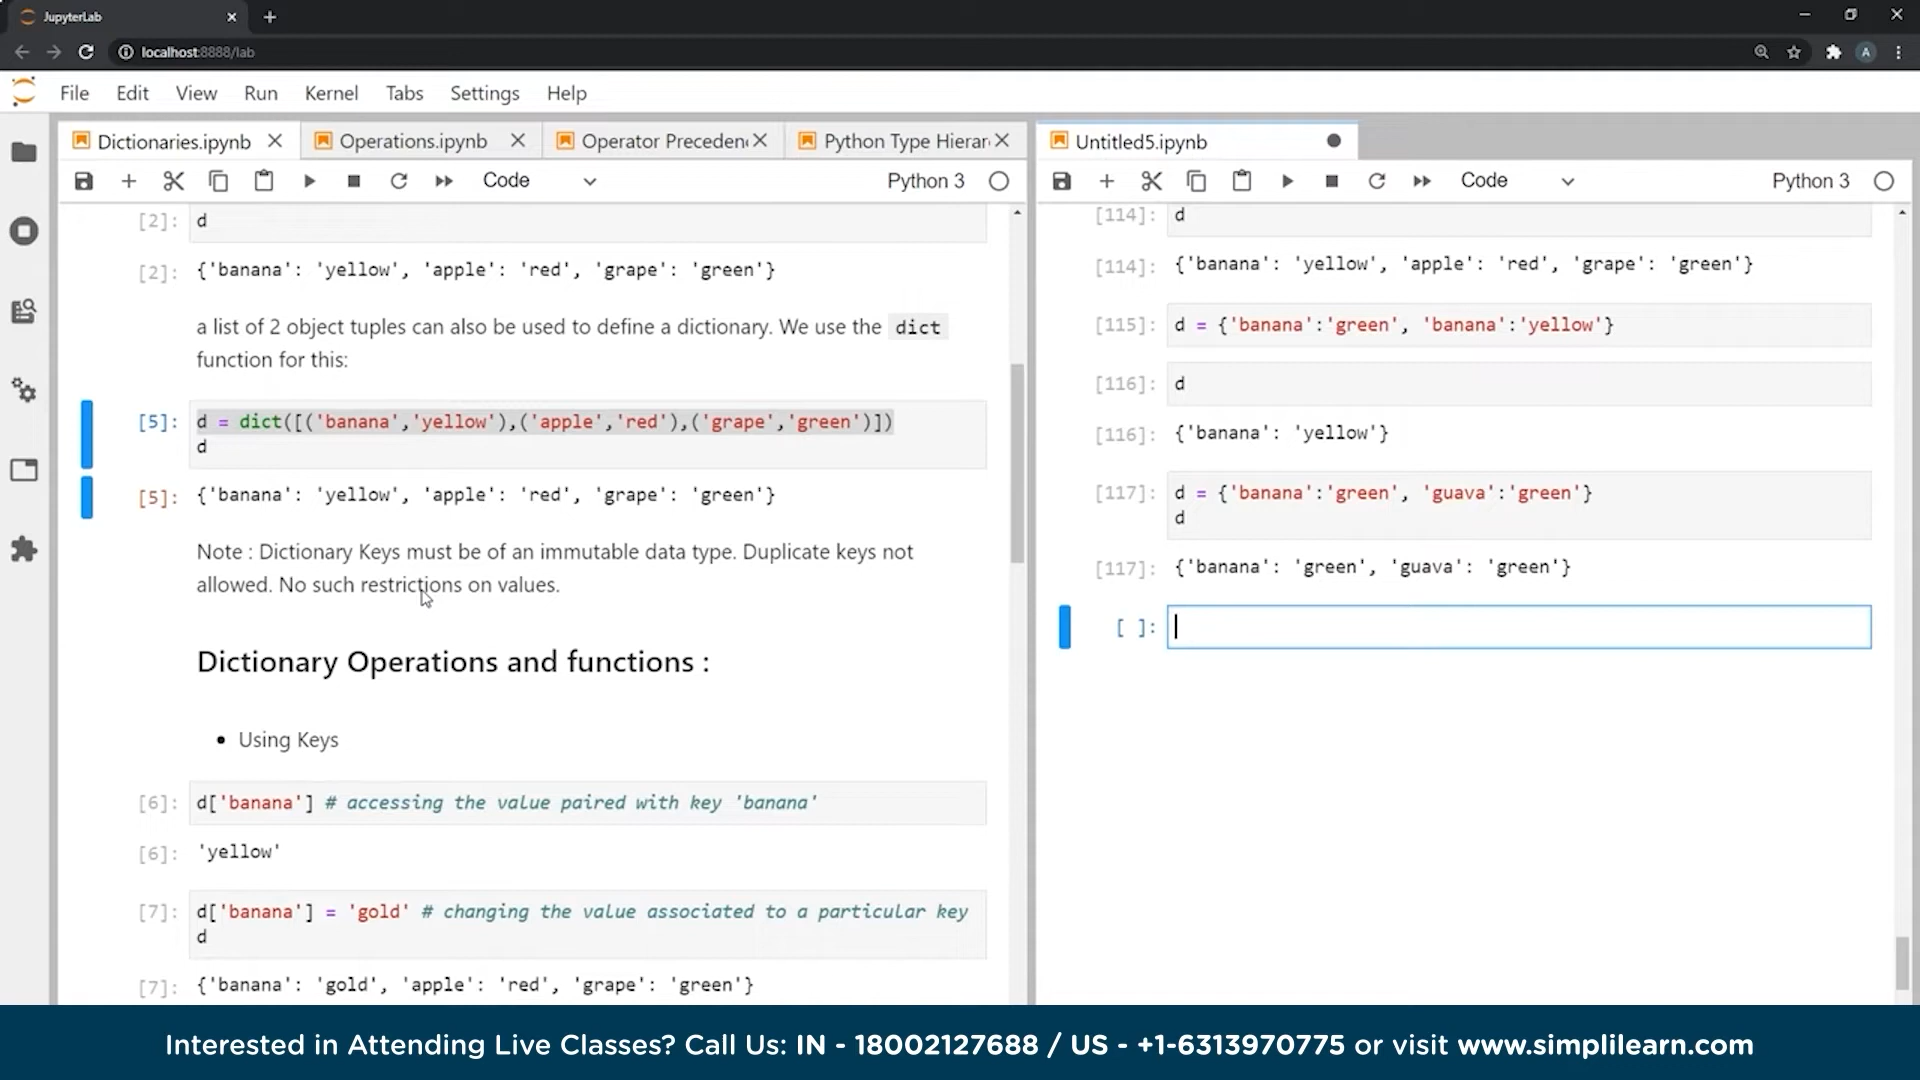 JupyterLab
localhost:8888/lab
A
File Edit View Run Kernel Tabs Settings Help
Dictionaries.ipynb Operations.ipynb Operator Preceden Python Type Hierar
Code Python 3
[2]: d
[2]: {'banana': 'yellow', 'apple': 'red', 'grape': 'green'}
a list of 2 object tuples can also be used to define a dictionary. We use the dict
function for this:
[5]: d = dict([('banana','yellow'),('apple','red'),('grape','green')])
d
[5]: {'banana': 'yellow', 'apple': 'red', 'grape': 'green'}
Note : Dictionary Keys must be of an immutable data type. Duplicate keys not
allowed. No such restrictions on values.
Dictionary Operations and functions :
• Using Keys
[6]: d['banana'] # accessing the value paired with key 'banana'
[6]: 'yellow'
[7]: d['banana'] = 'gold' # changing the value associated to a particular key
d
[7]: {'banana': 'gold', 'apple': 'red', 'grape': 'green'}
Untitled5.ipynb
Code Python 3
[114]: d
[114]: {'banana': 'yellow', 'apple': 'red', 'grape': 'green'}
[115]: d = {'banana':'green', 'banana':'yellow'}
[116]: d
[116]: {'banana': 'yellow'}
[117]: d = {'banana':'green', 'guava':'green'}
d
[117]: {'banana': 'green', 'guava': 'green'}
[ ]:
Interested in Attending Live Classes? Call Us: IN - 18002127688 / US - +1-6313970775 or visit www.simplilearn.com